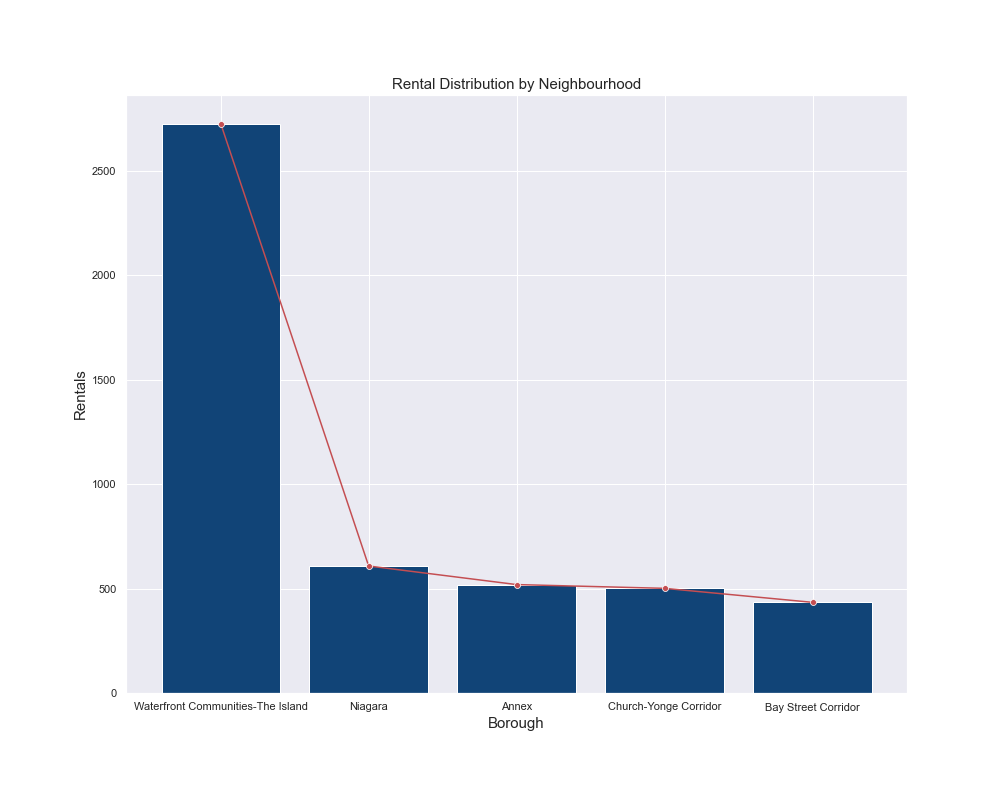 Rental Distribution by Neighbourhood
2500
2000
1500
1000
500
0
Rentals
Waterfront Communities-The Island
Niagara
Annex
Church-Yonge Corridor
Bay Street Corridor
Borough